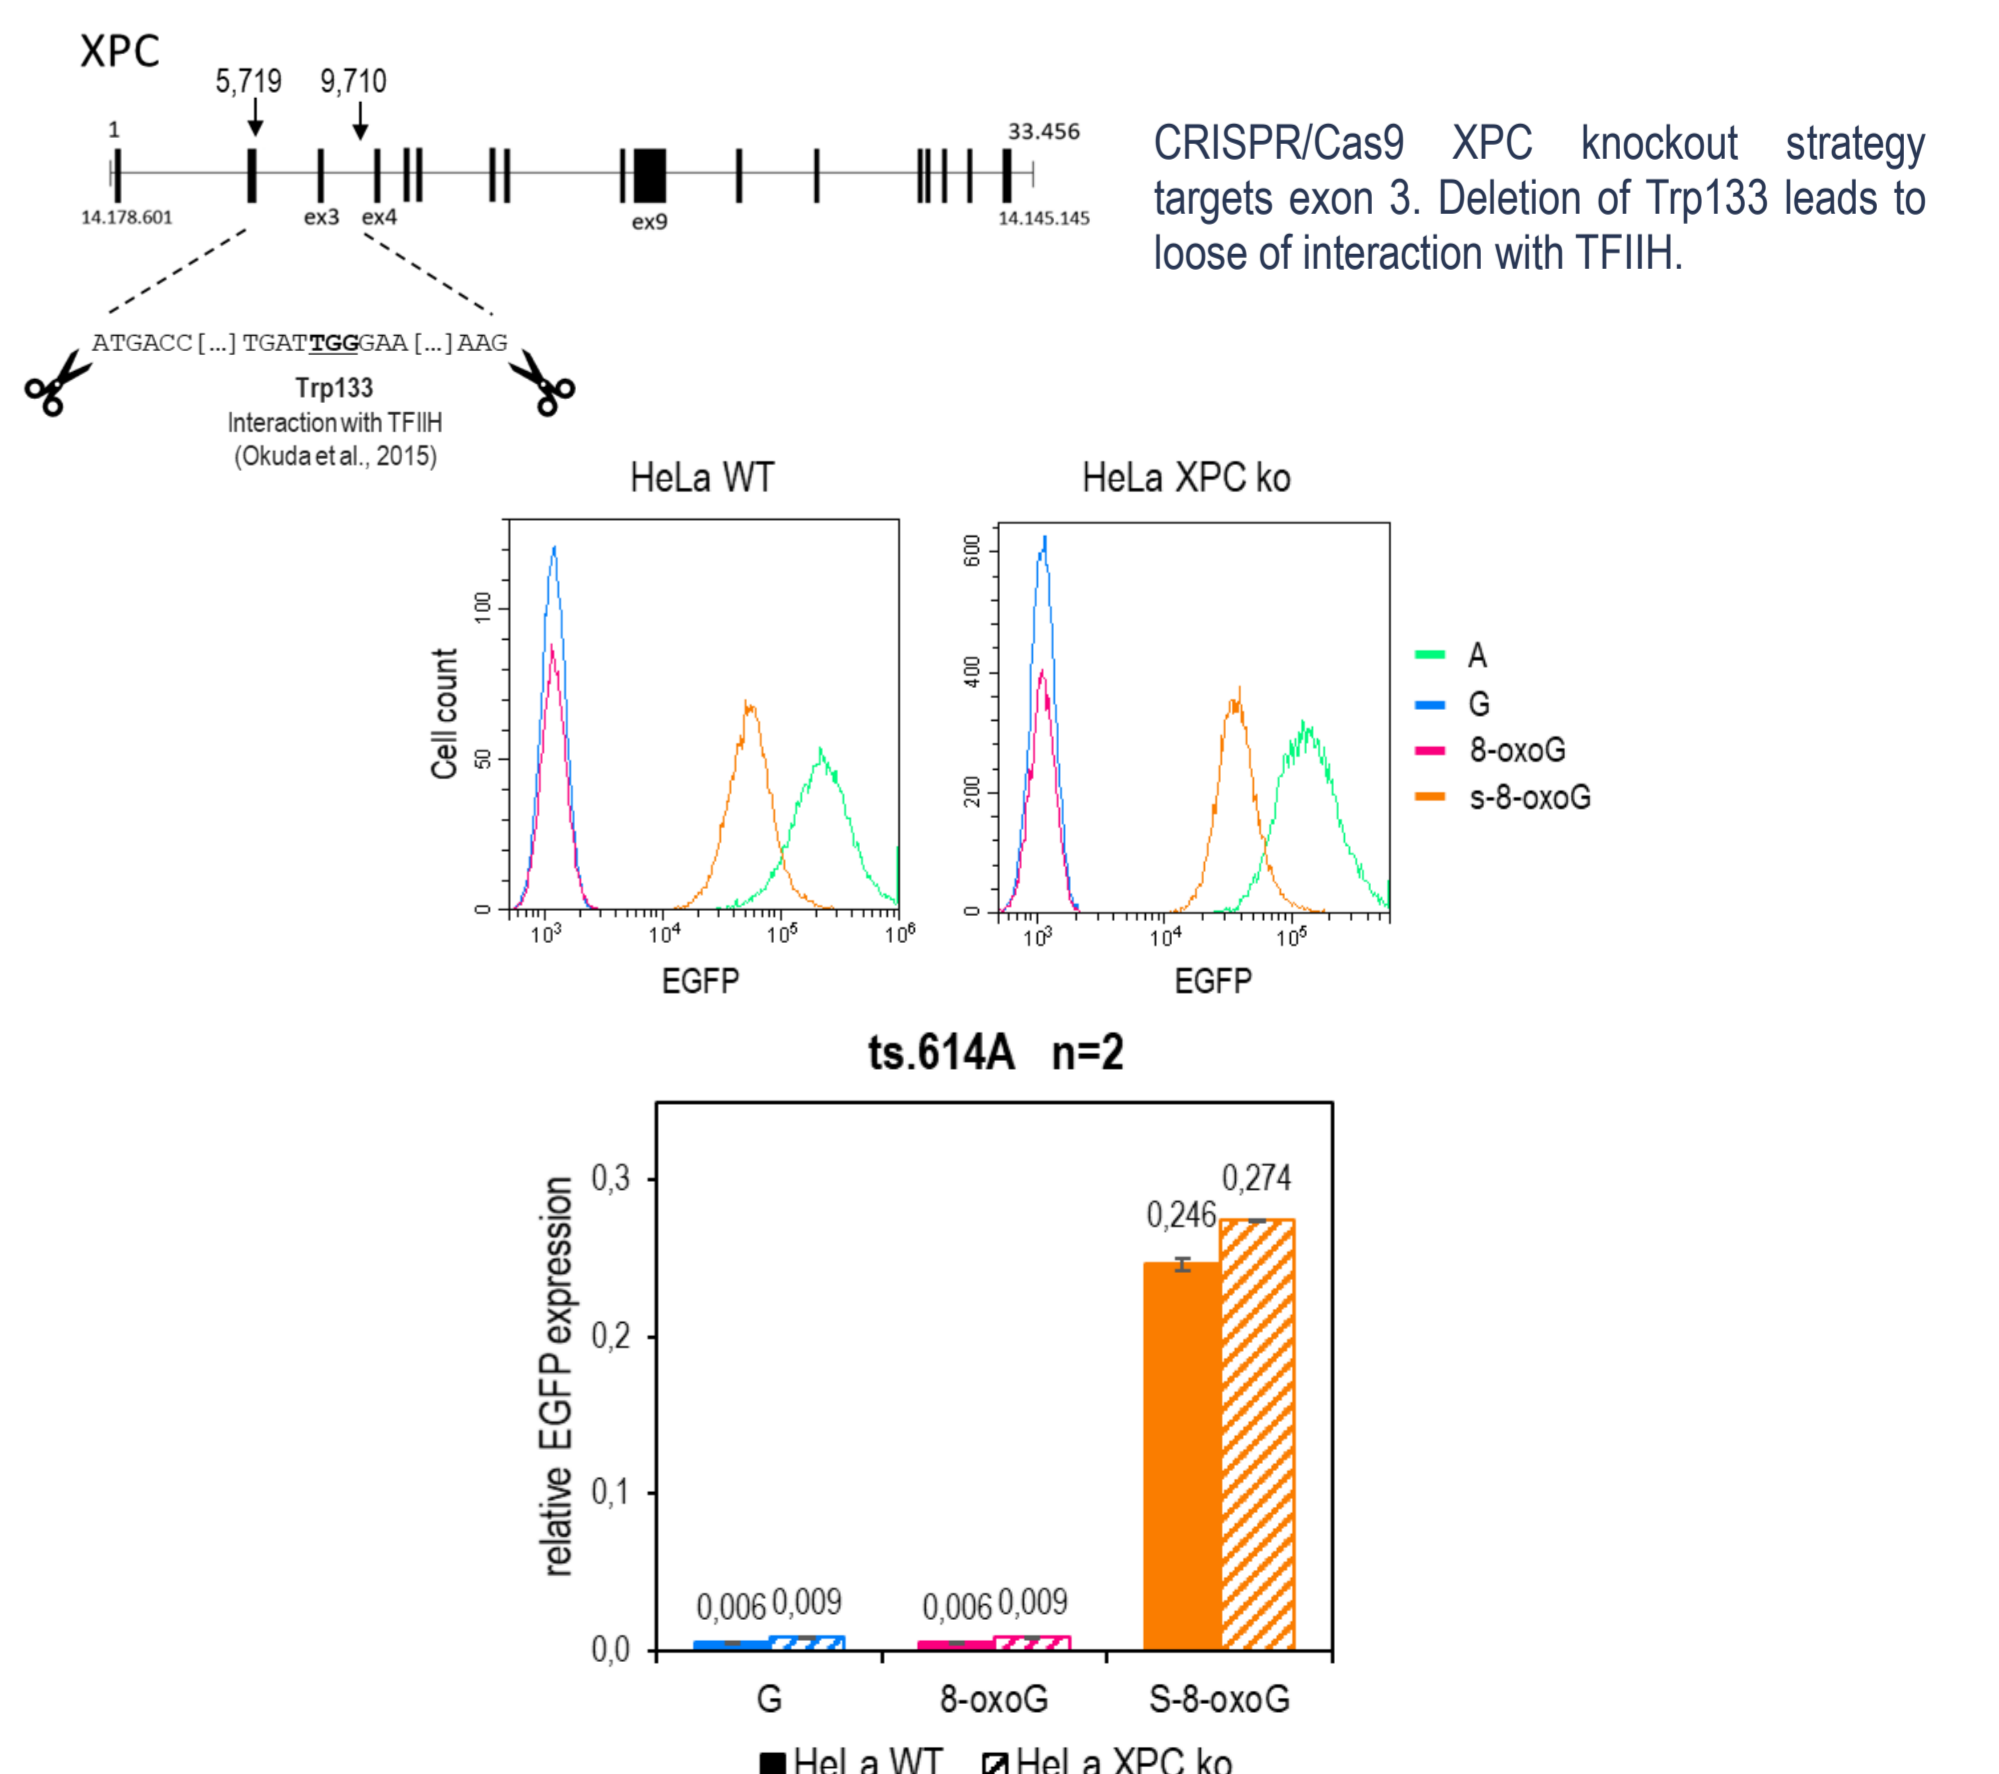 XPC
5,719 9,710
1 33.456
14.178.601 ex3 ex4 ex9 14.145.145
CRISPR/Cas9 XPC knockout strategy
targets exon 3. Deletion of Trp133 leads to
loose of interaction with TFIIH.
ATGACC[...]TGATTGGGAA[...]AAG
Trp133
Interaction with TFIIH
(Okuda et al., 2015)
HeLa WT
Cell count
100
50
0
10³ 10⁴ 10⁵ 10⁶
EGFP
HeLa XPC ko
600
400
200
0
10³ 10⁴ 10⁵
EGFP
A
G
8-oxoG
s-8-oxoG
ts.614A n=2
relative EGFP expression
0,3
0,2
0,1
0,0
0,006 0,009
0,006 0,009
0,246 0,274
G 8-oxoG S-8-oxoG
HeLa WT HeLa XPC ko